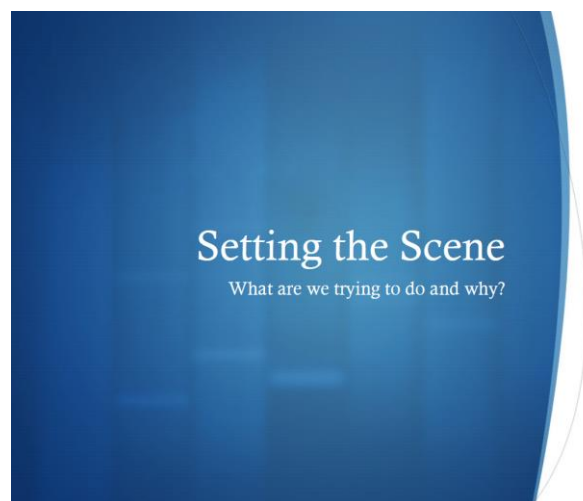 Setting the Scene
What are we trying to do and why?